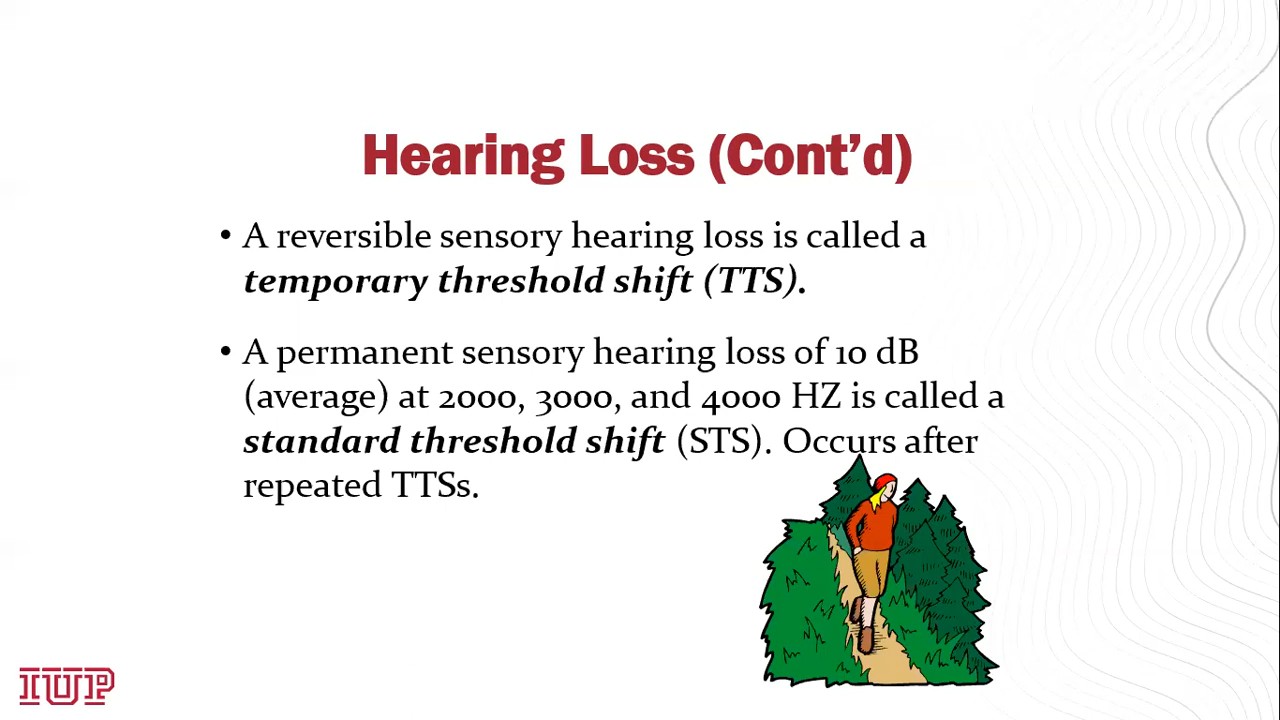 Hearing Loss (Cont’d)
• A reversible sensory hearing loss is called a
temporary threshold shift (TTS).
• A permanent sensory hearing loss of 10 dB
(average) at 2000, 3000, and 4000 HZ is called a
standard threshold shift (STS). Occurs after
repeated TTSs.
IUP